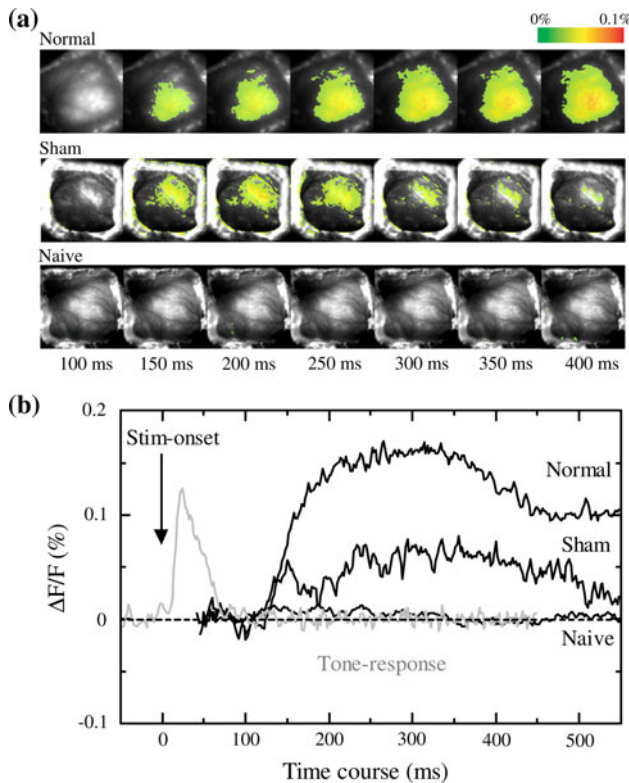 (a)
0% 0.1%
Normal
Sham
Naive
100 ms 150 ms 200 ms 250 ms 300 ms 350 ms 400 ms
(b)
0.2
Stim-onset
Normal
0.1
Sham
ΔF/F (%)
0
Naive
Tone-response
-0.1
0 100 200 300 400 500
Time course (ms)